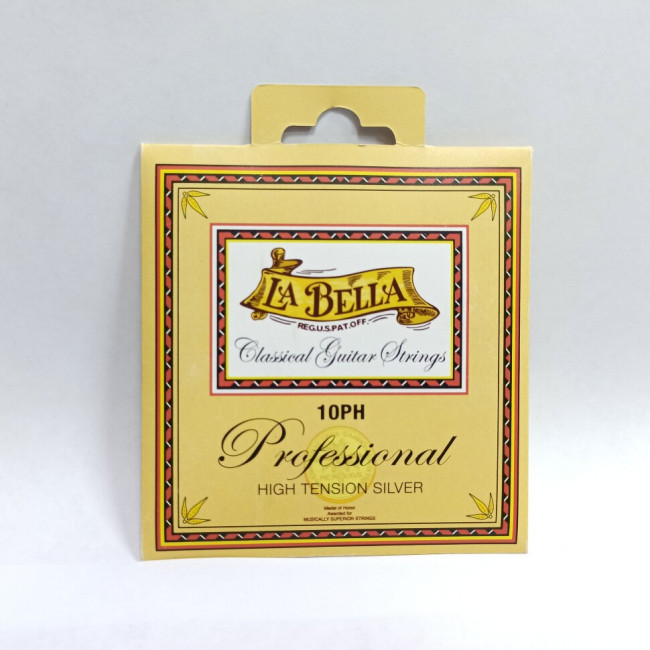 LA BELLA
REG.U.S.PAT.OFF.
Classical Guitar Strings
10PH
Professional
HIGH TENSION SILVER
Medal of Honor
Awarded for
MUSICALLY SUPERIOR STRINGS